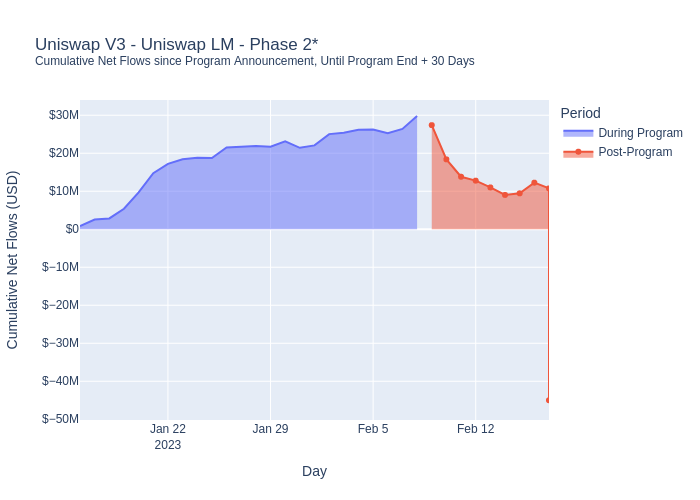 Uniswap V3 - Uniswap LM - Phase 2*
Cumulative Net Flows since Program Announcement, Until Program End + 30 Days
Period
During Program
Post-Program
$30M
$20M
$10M
$0
$−10M
$−20M
$−30M
$−40M
$−50M
Cumulative Net Flows (USD)
Jan 22
2023
Jan 29
Feb 5
Feb 12
Day